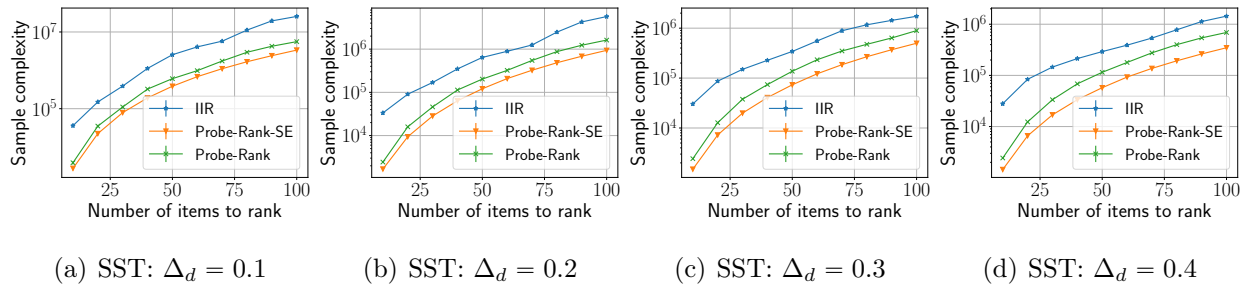 Sample complexity
10^7
10^5
25 50 75 100
Number of items to rank
IIR
Probe-Rank-SE
Probe-Rank
(a) SST: Δ_d = 0.1
Sample complexity
10^6
10^5
10^4
25 50 75 100
Number of items to rank
IIR
Probe-Rank-SE
Probe-Rank
(b) SST: Δ_d = 0.2
Sample complexity
10^6
10^5
10^4
25 50 75 100
Number of items to rank
IIR
Probe-Rank-SE
Probe-Rank
(c) SST: Δ_d = 0.3
Sample complexity
10^6
10^5
10^4
25 50 75 100
Number of items to rank
IIR
Probe-Rank-SE
Probe-Rank
(d) SST: Δ_d = 0.4